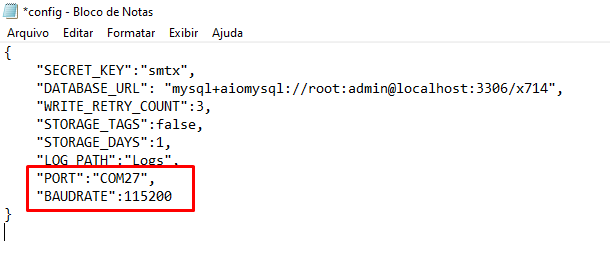 *config - Bloco de Notas
Arquivo Editar Formatar Exibir Ajuda
{
"SECRET_KEY":"smtx",
"DATABASE_URL": "mysql+aiomysql://root:admin@localhost:3306/x714",
"WRITE_RETRY_COUNT":3,
"STORAGE_TAGS":false,
"STORAGE_DAYS":1,
"LOG_PATH":"Logs",
"PORT":"COM27",
"BAUDRATE":115200
}